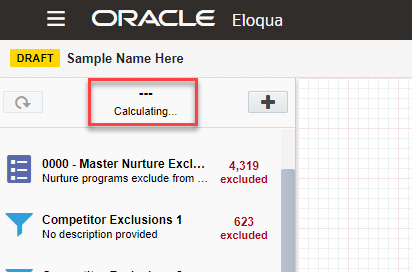 ORACLE Eloqua
DRAFT Sample Name Here
---
Calculating...
0000 - Master Nurture Excl...
4,319
Nurture programs exclude from ...
excluded
Competitor Exclusions 1
623
No description provided
excluded